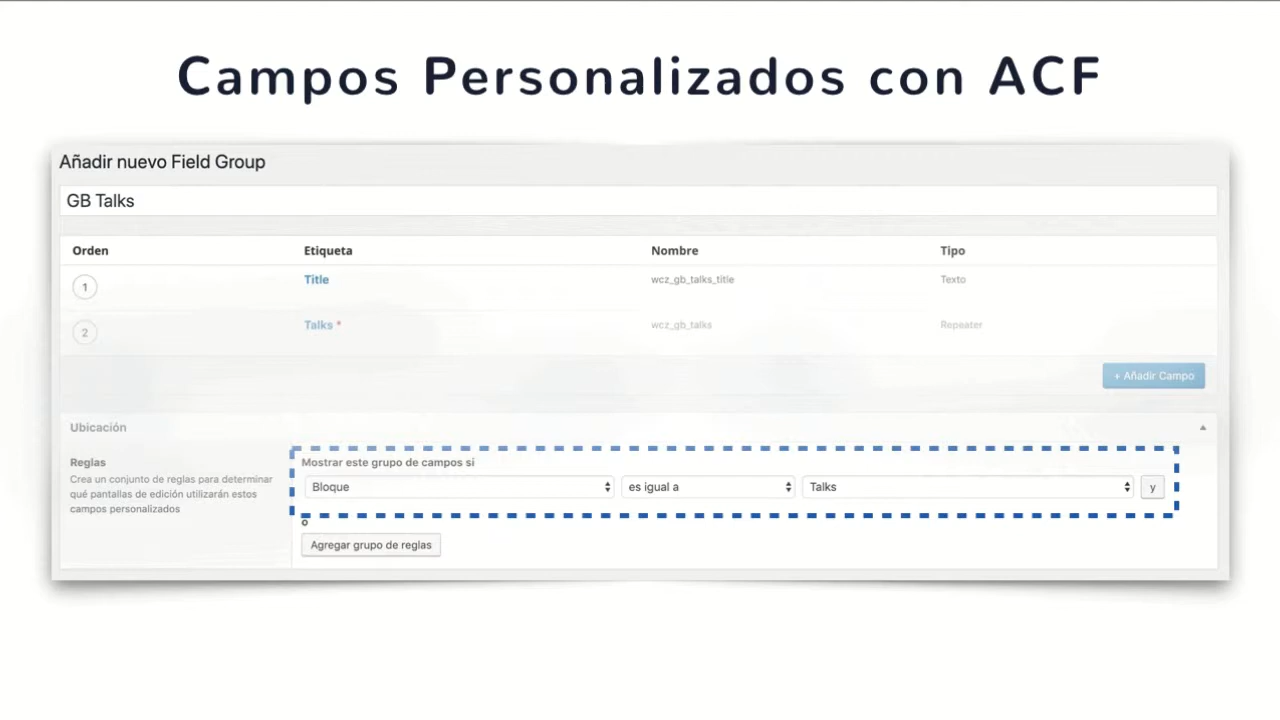 Campos Personalizados con ACF
Añadir nuevo Field Group
GB Talks
Orden Etiqueta Nombre Tipo
1 Title wcz_gb_talks_title Texto
2 Talks * wcz_gb_talks Repeater
+ Añadir Campo
Ubicación
Reglas
Crea un conjunto de reglas para determinar
qué pantallas de edición utilizarán estos
campos personalizados
Mostrar este grupo de campos si
Bloque es igual a Talks y
o
Agregar grupo de reglas